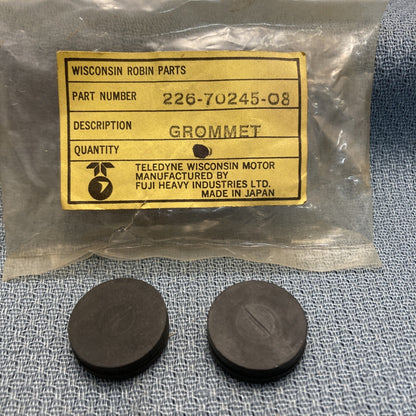 WISCONSIN ROBIN PARTS
PART NUMBER 226-70245-08
DESCRIPTION GROMMET
QUANTITY
TELEDYNE WISCONSIN MOTOR
MANUFACTURED BY
FUJI HEAVY INDUSTRIES LTD.
MADE IN JAPAN